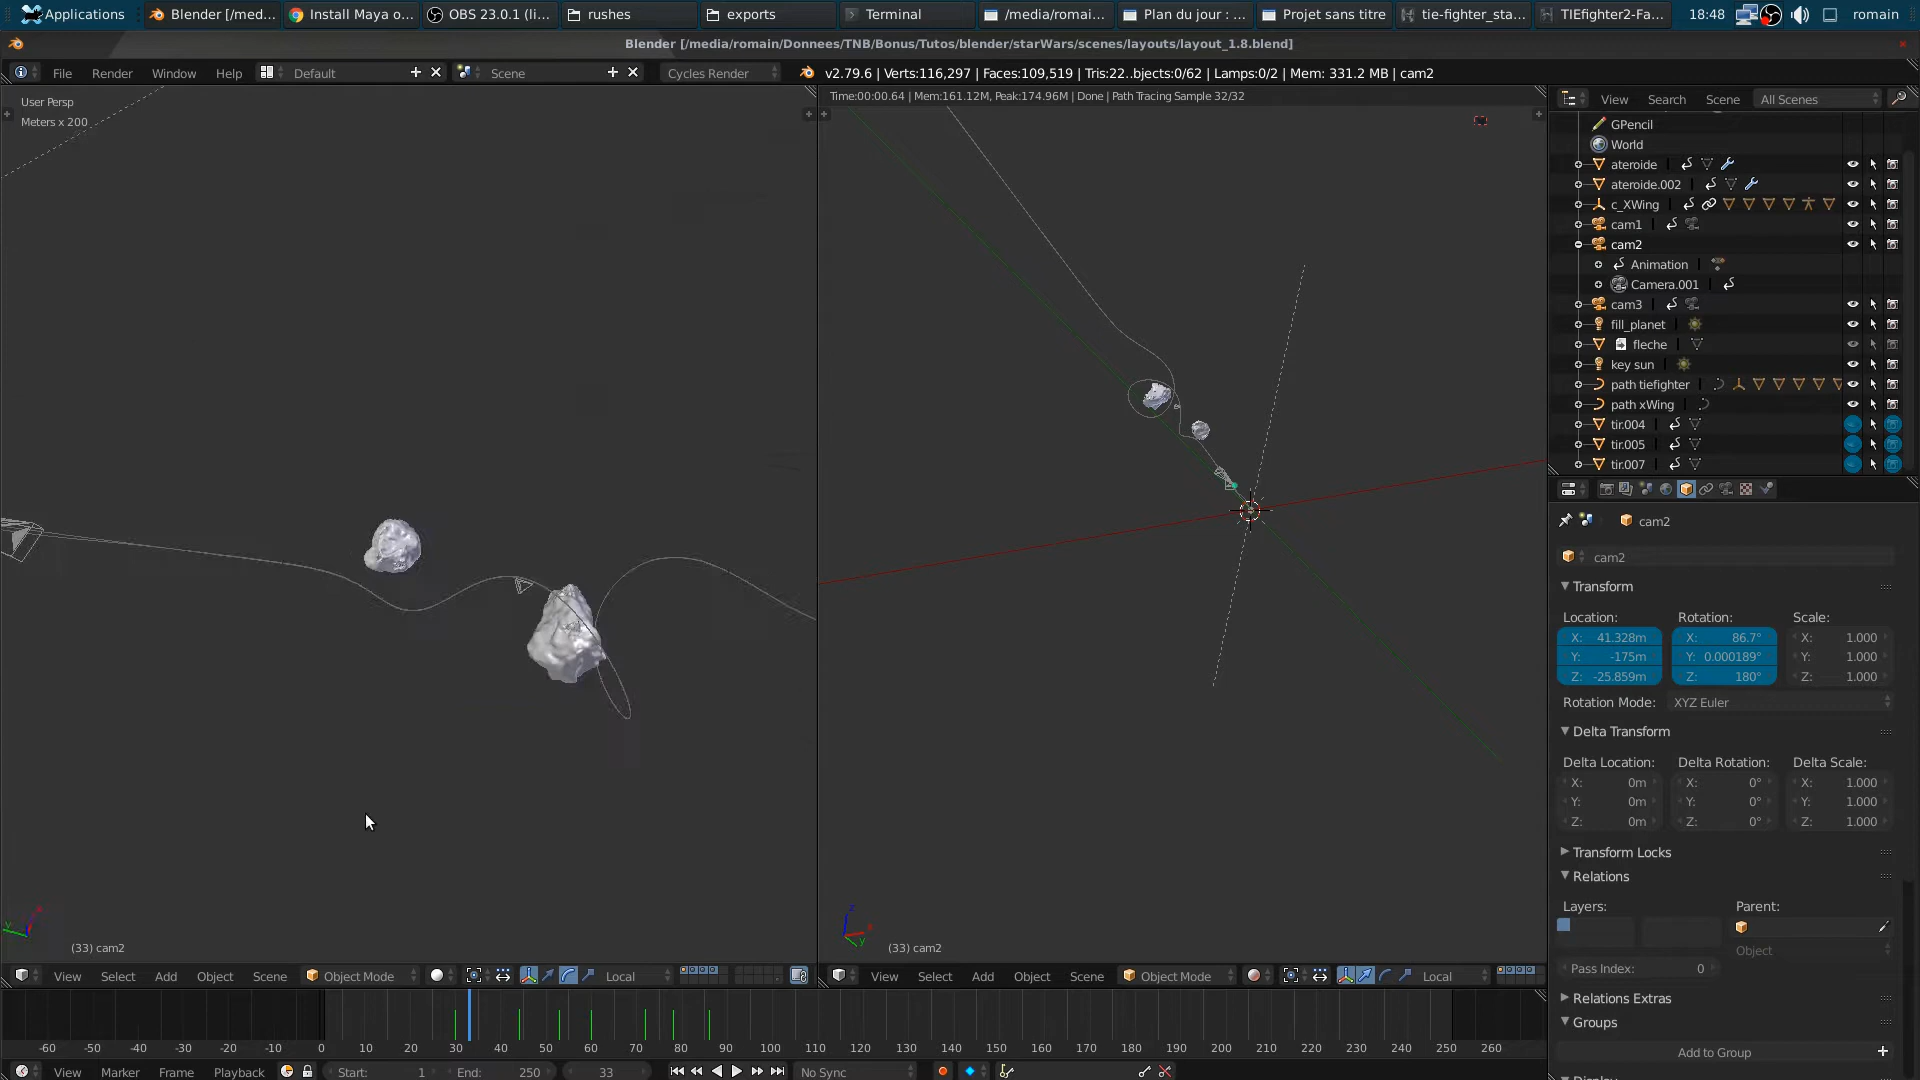 Applications
Blender [/med...
Install Maya o...
OBS 23.0.1 (li...
rushes
exports
Terminal
/media/romai...
Plan du jour : ...
Projet sans titre
tie-fighter_sta...
TIEfighter2-Fa...
18:48
romain
Blender [/media/romain/Donnees/TNB/Bonus/Tutos/blender/starWars/scenes/layouts/layout_1.8.blend]
File
Render
Window
Help
Default
Scene
Cycles Render
v2.79.6 | Verts:116,297 | Faces:109,519 | Tris:22..bjects:0/62 | Lamps:0/2 | Mem: 331.2 MB | cam2
User Persp
Meters x 200
Time:00:00.64 | Mem:161.12M, Peak:174.96M | Done | Path Tracing Sample 32/32
View
Search
Scene
All Scenes
GPencil
World
ateroide
ateroide.002
c_XWing
cam1
cam2
Animation
Camera.001
cam3
fill_planet
fleche
key sun
path tiefighter
path xWing
tir.004
tir.005
tir.007
cam2
cam2
Transform
Location:
Rotation:
Scale:
X: 41.328m
X: 86.7°
X: 1.000
Y: -175m
Y: 0.000189°
Y: 1.000
Z: -25.859m
Z: 180°
Z: 1.000
Rotation Mode:
XYZ Euler
Delta Transform
Delta Location:
Delta Rotation:
Delta Scale:
X: 0m
X: 0°
X: 1.000
Y: 0m
Y: 0°
Y: 1.000
Z: 0m
Z: 0°
Z: 1.000
Transform Locks
Relations
Layers:
Parent:
Object
Pass Index: 0
Relations Extras
Groups
Add to Group
(33) cam2
(33) cam2
View
Select
Add
Object
Scene
Object Mode
Local
View
Select
Add
Object
Scene
Object Mode
Local
-60 -50 -40 -30 -20 -10 0 10 20 30 40 50 60 70 80 90 100 110 120 130 140 150 160 170 180 190 200 210 220 230 240 250 260
View
Marker
Frame
Playback
Start: 1
End: 250
33
No Sync